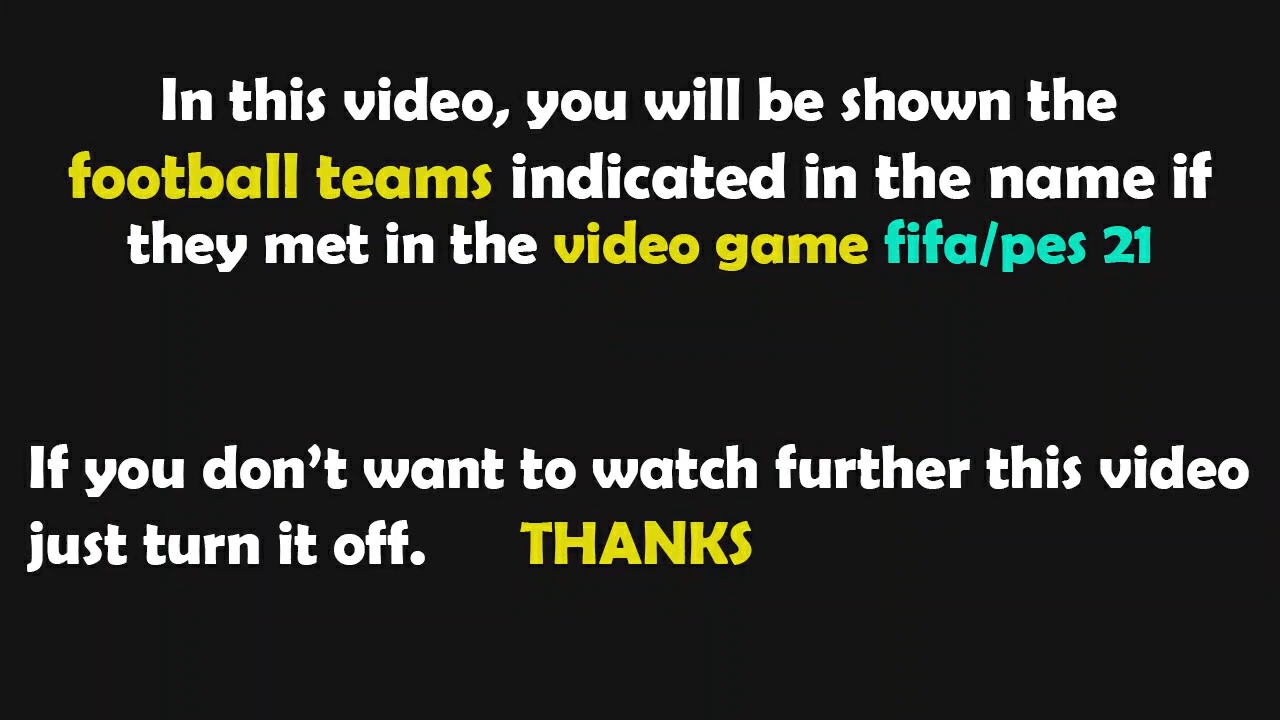 In this video, you will be shown the
football teams indicated in the name if
they met in the video game fifa/pes 21
If you don't want to watch further this video
just turn it off. THANKS